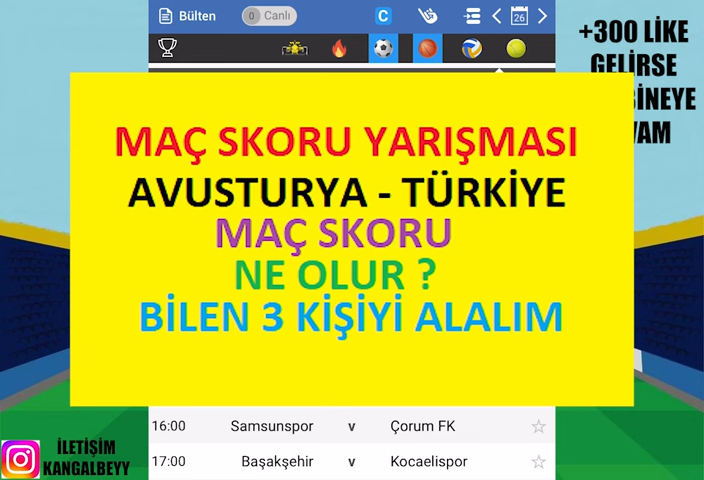 Bülten
0 Canlı
C
26
+300 LİKE
GELİRSE
BİNEYE
MAÇ SKORU YARIŞMASI
AVUSTURYA - TÜRKİYE
MAÇ SKORU
NE OLUR ?
BİLEN 3 KİŞİYİ ALALIM
16:00 Samsunspor v Çorum FK
17:00 Başakşehir v Kocaelispor
İLETİŞİM
KANGALBEYY